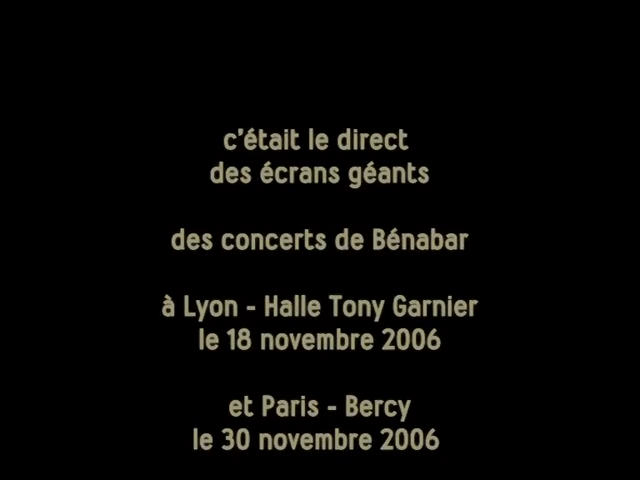 c'était le direct
des écrans géants
des concerts de Bénabar
à Lyon - Halle Tony Garnier
le 18 novembre 2006
et Paris - Bercy
le 30 novembre 2006